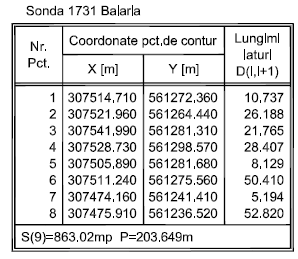 Sonda 1731 Balarla
Nr. Pct. Coordonate pct,de contur Lunglml laturl D(l,l+1)
X [m] Y [m]
1 307514,710 561272,360 10,737
2 307521.960 561264.440 26.188
3 307541,990 561281,310 21,765
4 307528.730 561298.570 28.407
5 307505,890 561281,680 8,129
6 307511.240 561275.560 50.410
7 307474,160 561241,410 5,194
8 307475.910 561236.520 52.820
S(9)=863.02mp P=203.649m